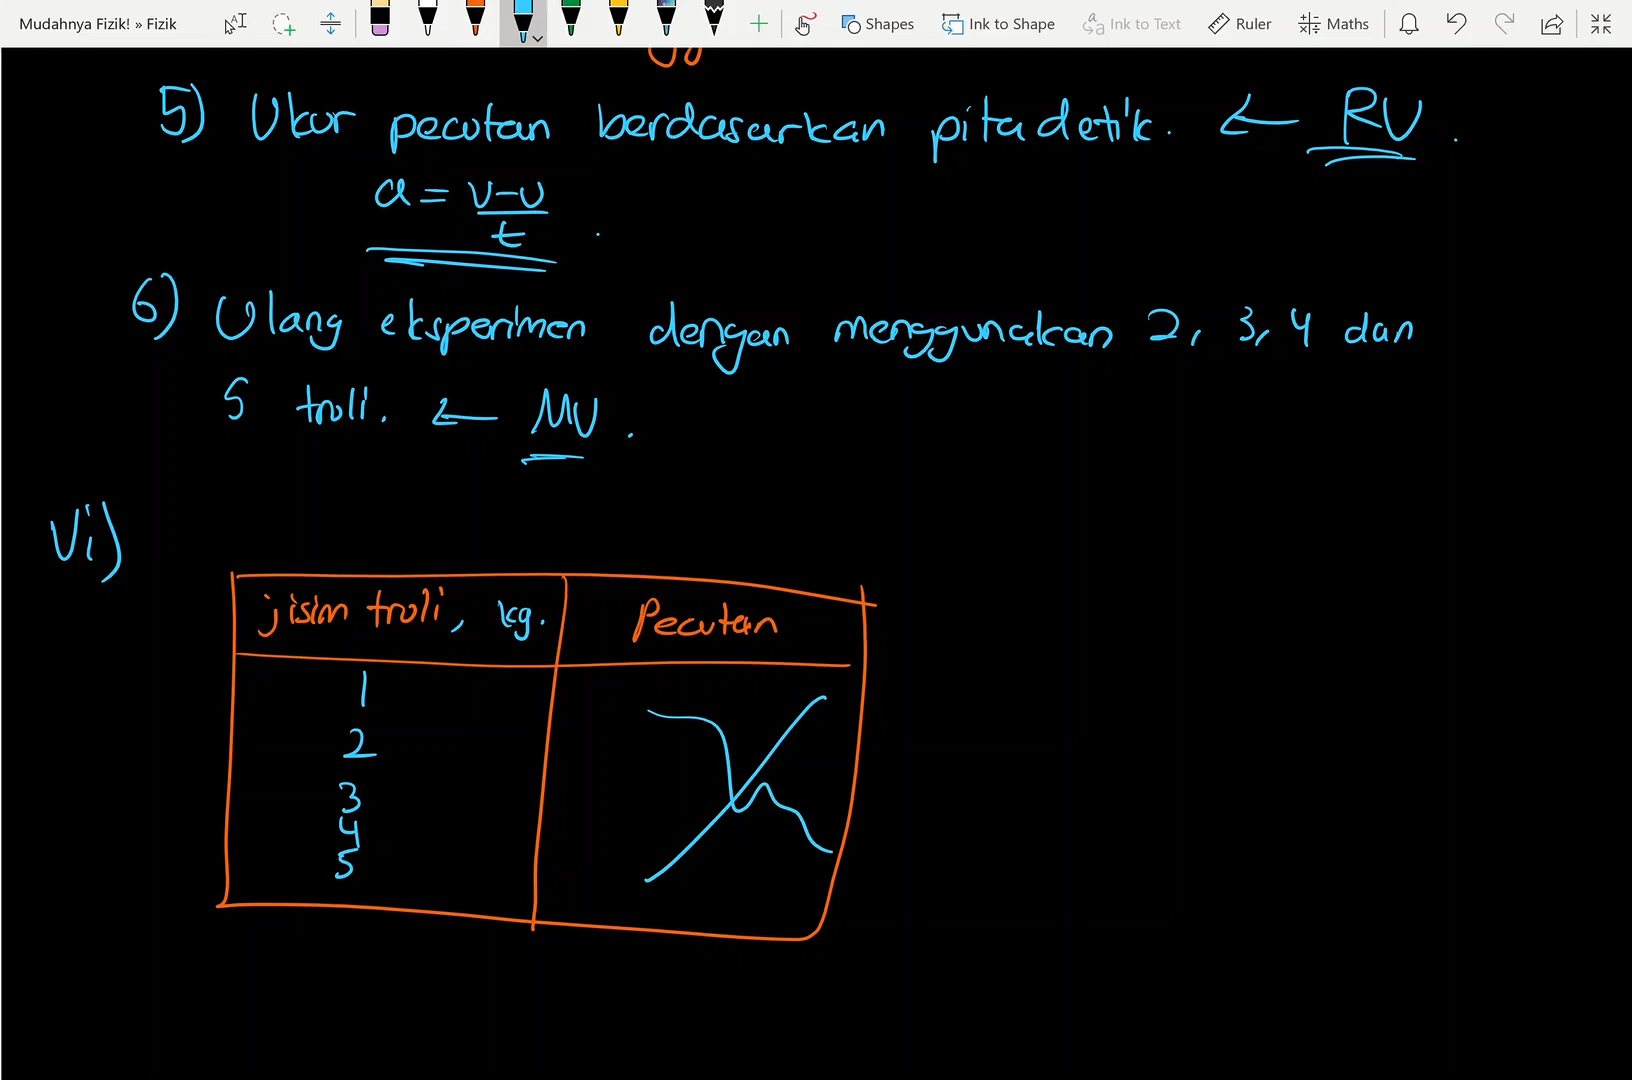 Mudahnya Fizik! » Fizik
Shapes
Ink to Shape
Ink to Text
Ruler
Maths
5) Ukur pecutan berdasarkan pita detik. ← RV.
a = v-u
t
6) Ulang eksperimen dengan menggunakan 2, 3, 4 dan
5 troli. ← MV.
Vi)
jisim troli, kg. Pecutan
1
2
3
4
5